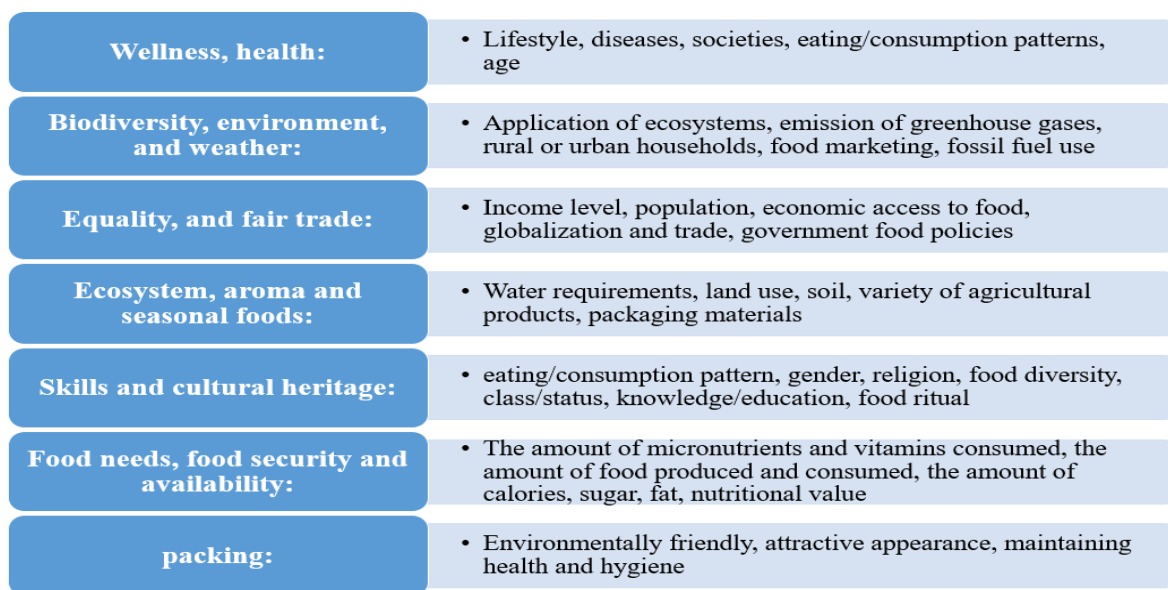 Wellness, health:
• Lifestyle, diseases, societies, eating/consumption patterns,
age
Biodiversity, environment,
and weather:
• Application of ecosystems, emission of greenhouse gases,
rural or urban households, food marketing, fossil fuel use
Equality, and fair trade:
• Income level, population, economic access to food,
globalization and trade, government food policies
Ecosystem, aroma and
seasonal foods:
• Water requirements, land use, soil, variety of agricultural
products, packaging materials
Skills and cultural heritage:
• eating/consumption pattern, gender, religion, food diversity,
class/status, knowledge/education, food ritual
Food needs, food security and
availability:
• The amount of micronutrients and vitamins consumed, the
amount of food produced and consumed, the amount of
calories, sugar, fat, nutritional value
packing:
• Environmentally friendly, attractive appearance, maintaining
health and hygiene